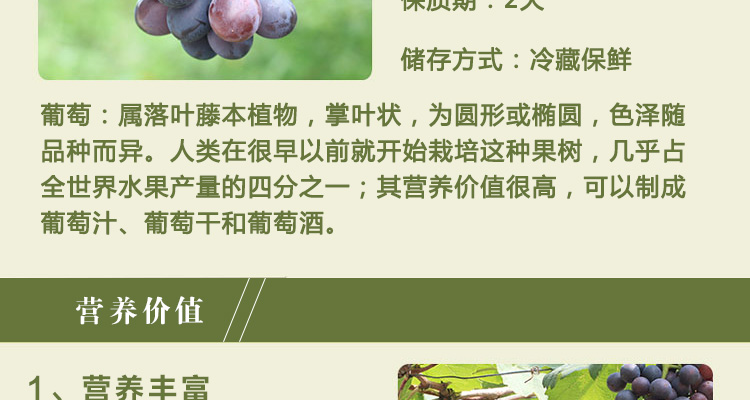 保质期：2天
储存方式：冷藏保鲜
葡萄：属落叶藤本植物，掌叶状，为圆形或椭圆，色泽随
品种而异。人类在很早以前就开始栽培这种果树，几乎占
全世界水果产量的四分之一；其营养价值很高，可以制成
葡萄汁、葡萄干和葡萄酒。
营养价值
1、营养丰富